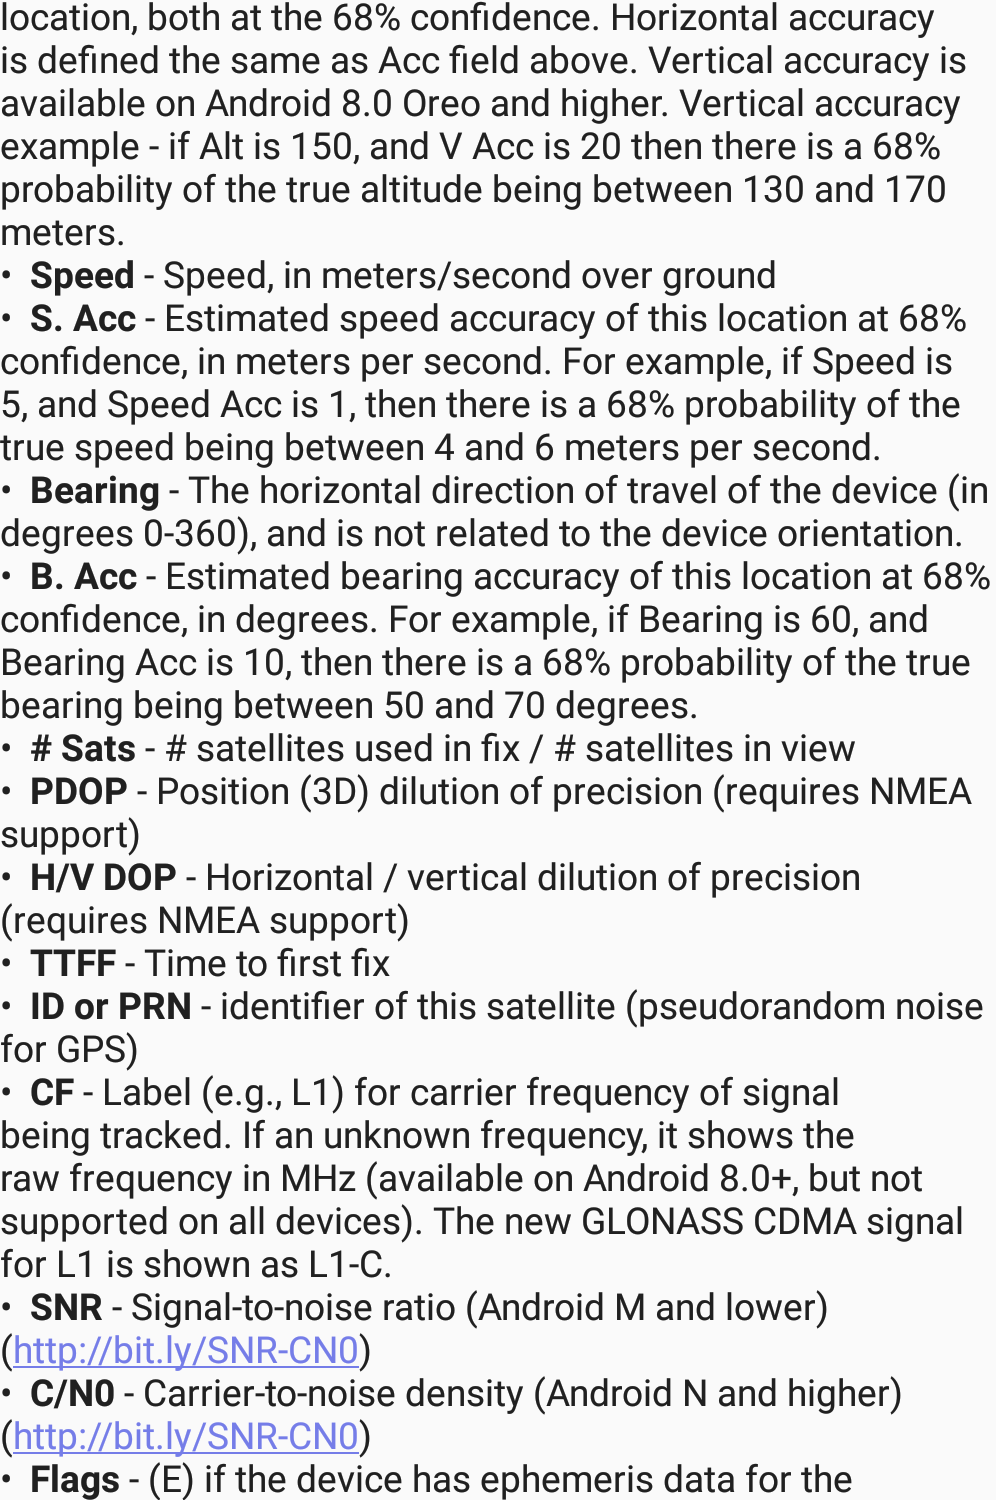 location, both at the 68% confidence. Horizontal accuracy
is defined the same as Acc field above. Vertical accuracy is
available on Android 8.0 Oreo and higher. Vertical accuracy
example - if Alt is 150, and V Acc is 20 then there is a 68%
probability of the true altitude being between 130 and 170
meters.
• Speed - Speed, in meters/second over ground
• S. Acc - Estimated speed accuracy of this location at 68%
confidence, in meters per second. For example, if Speed is
5, and Speed Acc is 1, then there is a 68% probability of the
true speed being between 4 and 6 meters per second.
• Bearing - The horizontal direction of travel of the device (in
degrees 0-360), and is not related to the device orientation.
• B. Acc - Estimated bearing accuracy of this location at 68%
confidence, in degrees. For example, if Bearing is 60, and
Bearing Acc is 10, then there is a 68% probability of the true
bearing being between 50 and 70 degrees.
• # Sats - # satellites used in fix / # satellites in view
• PDOP - Position (3D) dilution of precision (requires NMEA
support)
• H/V DOP - Horizontal / vertical dilution of precision
(requires NMEA support)
• TTFF - Time to first fix
• ID or PRN - identifier of this satellite (pseudorandom noise
for GPS)
• CF - Label (e.g., L1) for carrier frequency of signal
being tracked. If an unknown frequency, it shows the
raw frequency in MHz (available on Android 8.0+, but not
supported on all devices). The new GLONASS CDMA signal
for L1 is shown as L1-C.
• SNR - Signal-to-noise ratio (Android M and lower)
(http://bit.ly/SNR-CN0)
• C/N0 - Carrier-to-noise density (Android N and higher)
(http://bit.ly/SNR-CN0)
• Flags - (E) if the device has ephemeris data for the